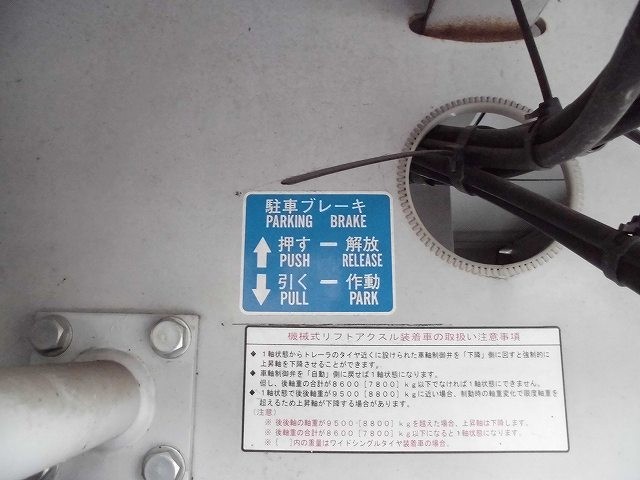 駐車ブレーキ
PARKING BRAKE
押す ー 解放
PUSH RELEASE
引く ー 作動
PULL PARK
機械式リフトアクスル装着車の取扱い注意事項
◆ 1軸状態からトレーラのタイヤ近くに設けられた車軸制御弁を「下降」側に回すと強制的に
上昇軸を下降させることができます。
◆ 車軸制御弁を「自動」側に戻せば1軸状態になります。
但し、後軸重の合計が8600[7800]kg以下でなければ1軸状態にできません。
◆ 1軸状態で後後軸重が9500[8800]kgに近い場合、制動時の軸重変化で限度軸重を
超えるため上昇軸が下降する場合があります。
(注意)
※ 後後軸の軸重が9500[8800]kgを越えた場合、上昇軸は下降します。
※ 後軸重の合計が8600[7800]kg以下になると1軸状態になります。
※[ ]内の重量はワイドシングルタイヤ装着車の場合。